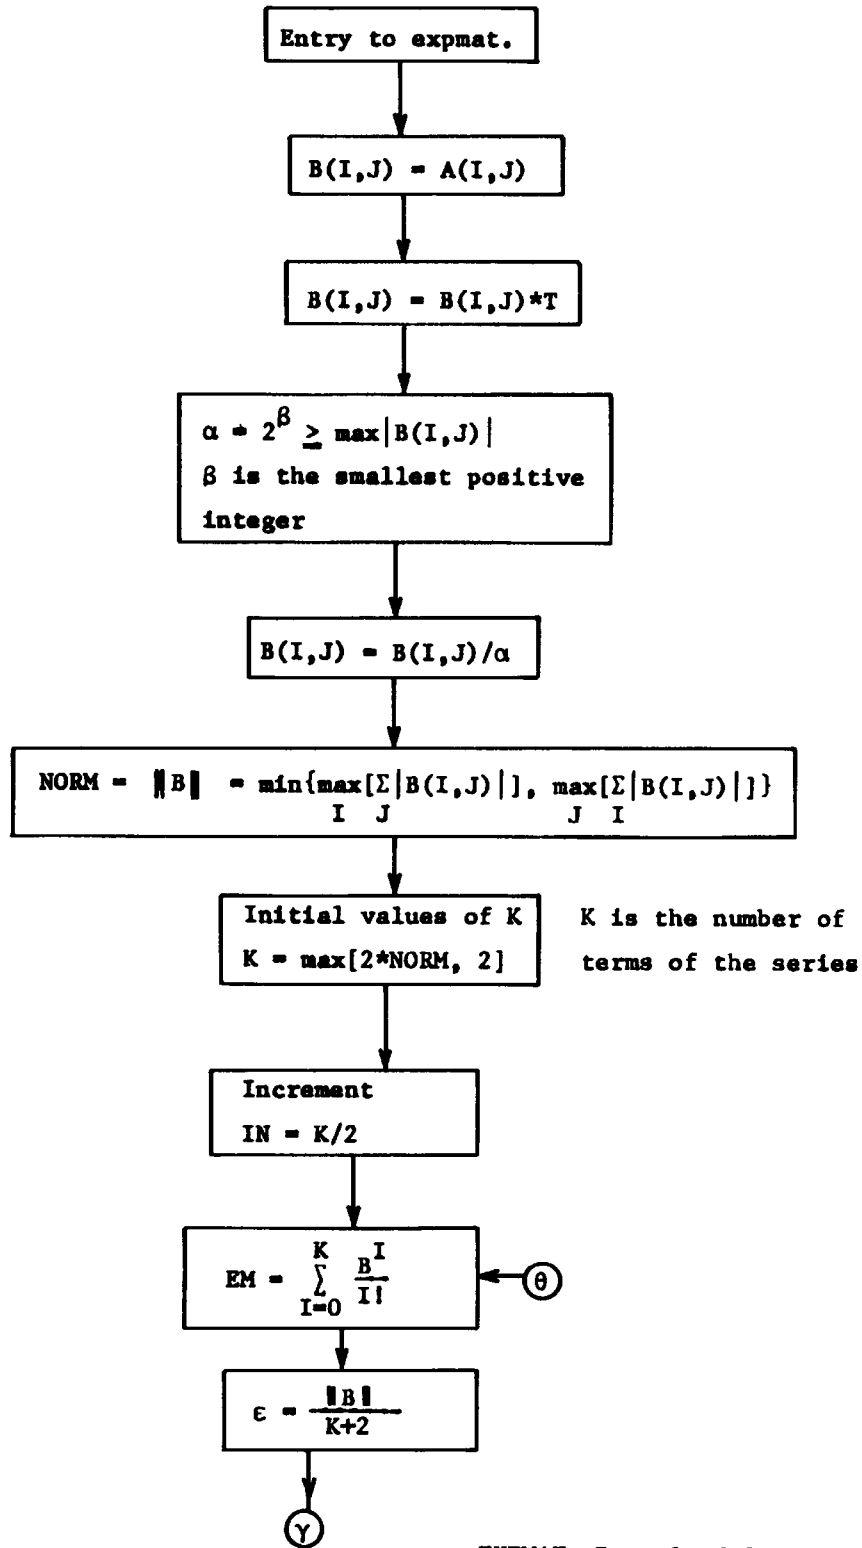 Entry to expmat.
B(I,J) = A(I,J)
B(I,J) = B(I,J)*T
α = 2^β ≥ max|B(I,J)|
β is the smallest positive
integer
B(I,J) = B(I,J)/α
NORM = ‖B‖ = min{max[Σ|B(I,J)|], max[Σ|B(I,J)|]}
I J J I
Initial values of K
K = max[2*NORM, 2]
K is the number of
terms of the series
Increment
IN = K/2
K
EM = Σ B^I/I!
I=0
θ
ε = ‖B‖/K+2
γ